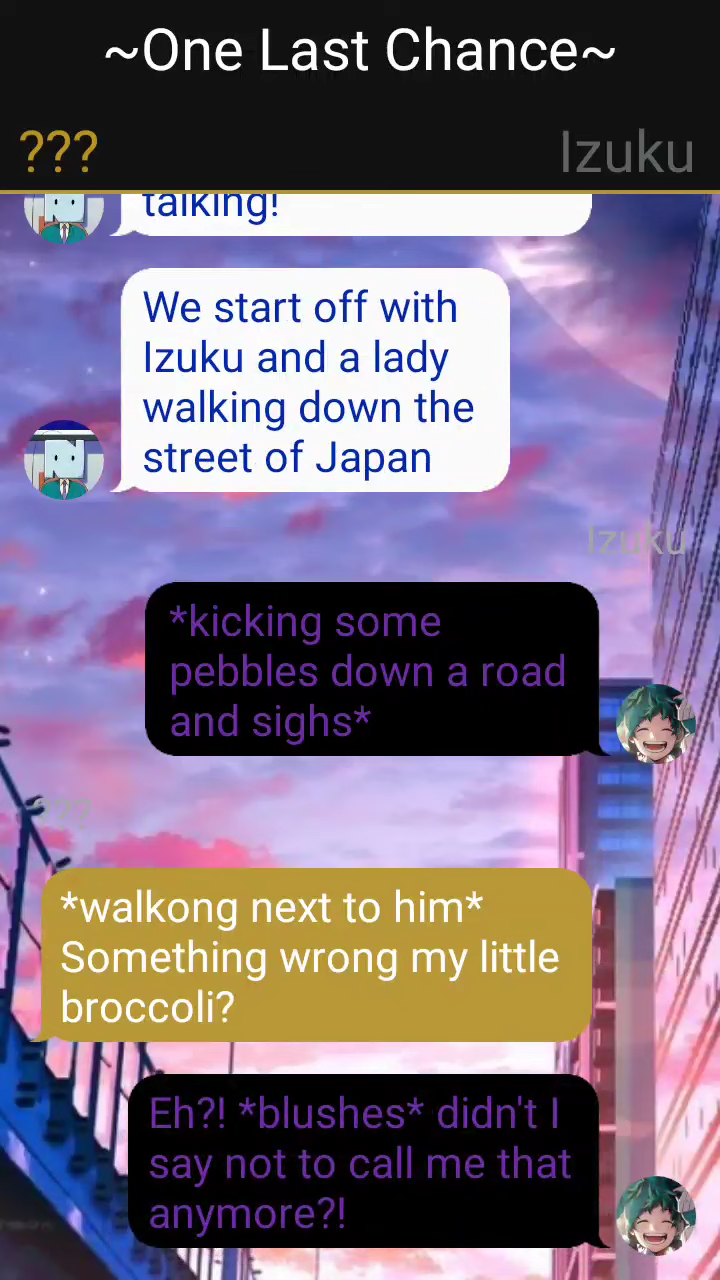 ~One Last Chance~
???
Izuku
talking!
We start off with
Izuku and a lady
walking down the
street of Japan
Izuku
*kicking some
pebbles down a road
and sighs*
???
*walkong next to him*
Something wrong my little
broccoli?
Eh?! *blushes* didn't I
say not to call me that
anymore?!